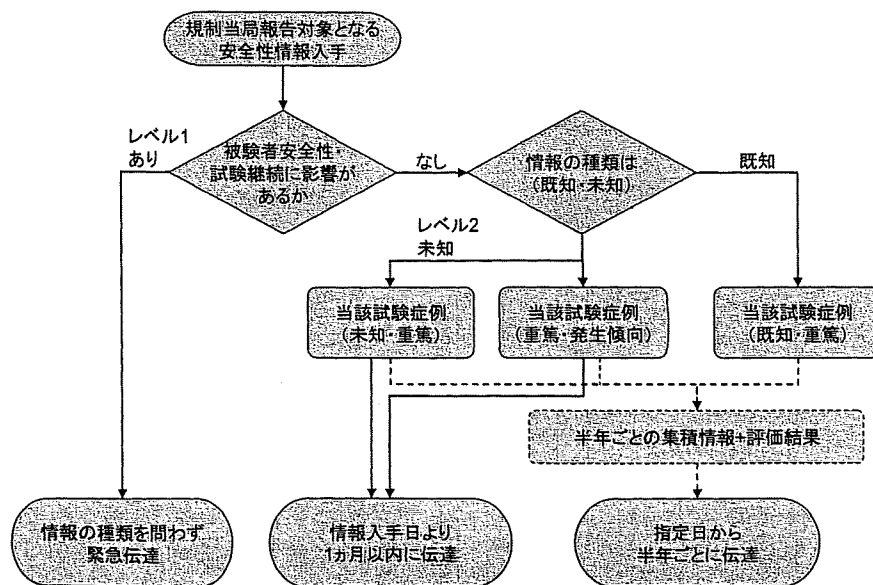 規制当局報告対象となる
安全性情報入手
レベル1
あり
被験者安全性・
試験継続に影響が
あるか
なし
情報の種類は
(既知・未知)
既知
レベル2
未知
当該試験症例
(未知・重篤)
当該試験症例
(重篤・発生傾向)
当該試験症例
(既知・重篤)
半年ごとの集積情報+評価結果
情報の種類を問わず
緊急伝達
情報入手日より
1ヵ月以内に伝達
指定日から
半年ごとに伝達